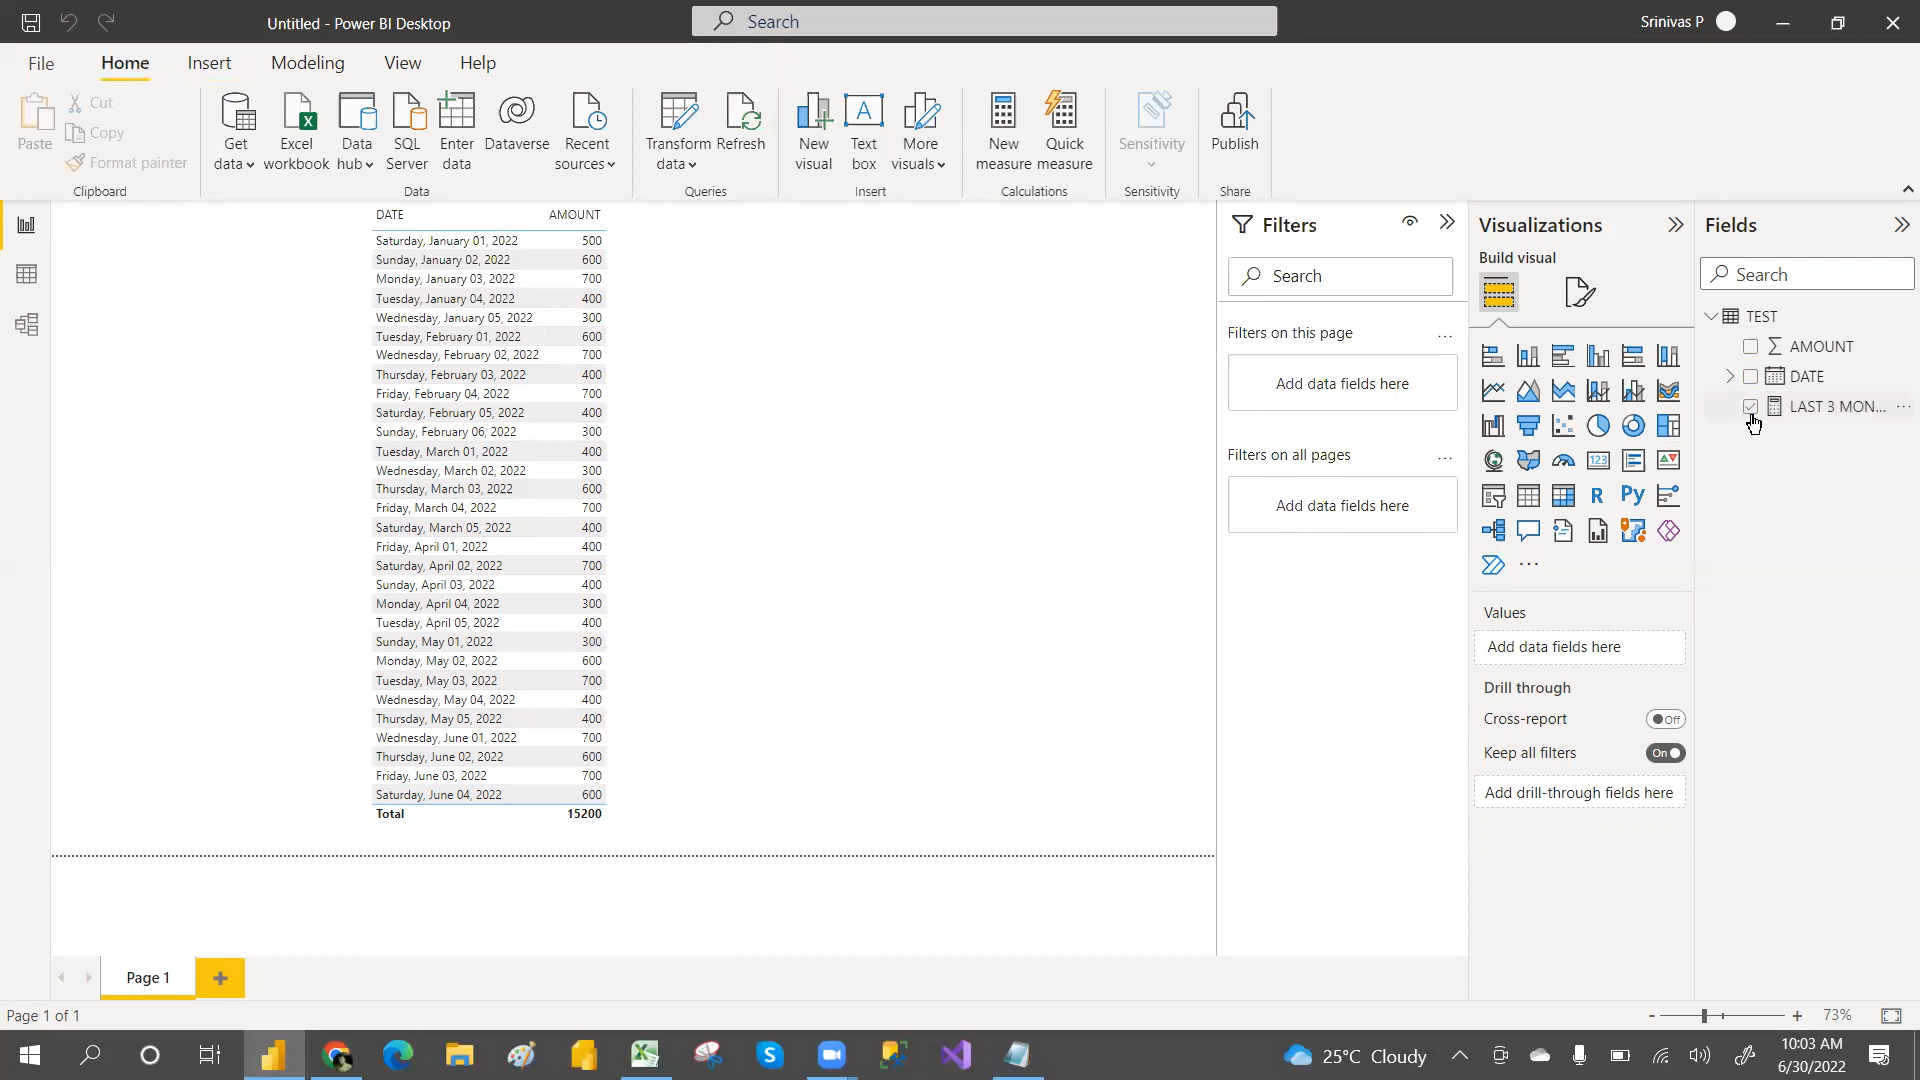 Untitled - Power BI Desktop
Search
Srinivas P
File
Home
Insert
Modeling
View
Help
Paste
Cut
Copy
Format painter
Clipboard
Get data
Excel workbook
Data hub
SQL Server
Enter data
Dataverse
Recent sources
Data
Transform data
Refresh
Queries
New visual
Text box
More visuals
Insert
New measure
Quick measure
Calculations
Sensitivity
Sensitivity
Publish
Share
DATE AMOUNT
Saturday, January 01, 2022 500
Sunday, January 02, 2022 600
Monday, January 03, 2022 700
Tuesday, January 04, 2022 400
Wednesday, January 05, 2022 300
Tuesday, February 01, 2022 600
Wednesday, February 02, 2022 700
Thursday, February 03, 2022 400
Friday, February 04, 2022 700
Saturday, February 05, 2022 400
Sunday, February 06, 2022 300
Tuesday, March 01, 2022 400
Wednesday, March 02, 2022 300
Thursday, March 03, 2022 600
Friday, March 04, 2022 700
Saturday, March 05, 2022 400
Friday, April 01, 2022 400
Saturday, April 02, 2022 700
Sunday, April 03, 2022 400
Monday, April 04, 2022 300
Tuesday, April 05, 2022 400
Sunday, May 01, 2022 300
Monday, May 02, 2022 600
Tuesday, May 03, 2022 700
Wednesday, May 04, 2022 400
Thursday, May 05, 2022 400
Wednesday, June 01, 2022 700
Thursday, June 02, 2022 600
Friday, June 03, 2022 700
Saturday, June 04, 2022 600
Total 15200
Filters
Search
Filters on this page ...
Add data fields here
Filters on all pages ...
Add data fields here
Visualizations
Build visual
123
R
Py
...
Values
Add data fields here
Drill through
Cross-report Off
Keep all filters On
Add drill-through fields here
Fields
Search
TEST
AMOUNT
DATE
LAST 3 MON... ...
Page 1
Page 1 of 1
- + 73%
25°C Cloudy
10:03 AM
6/30/2022